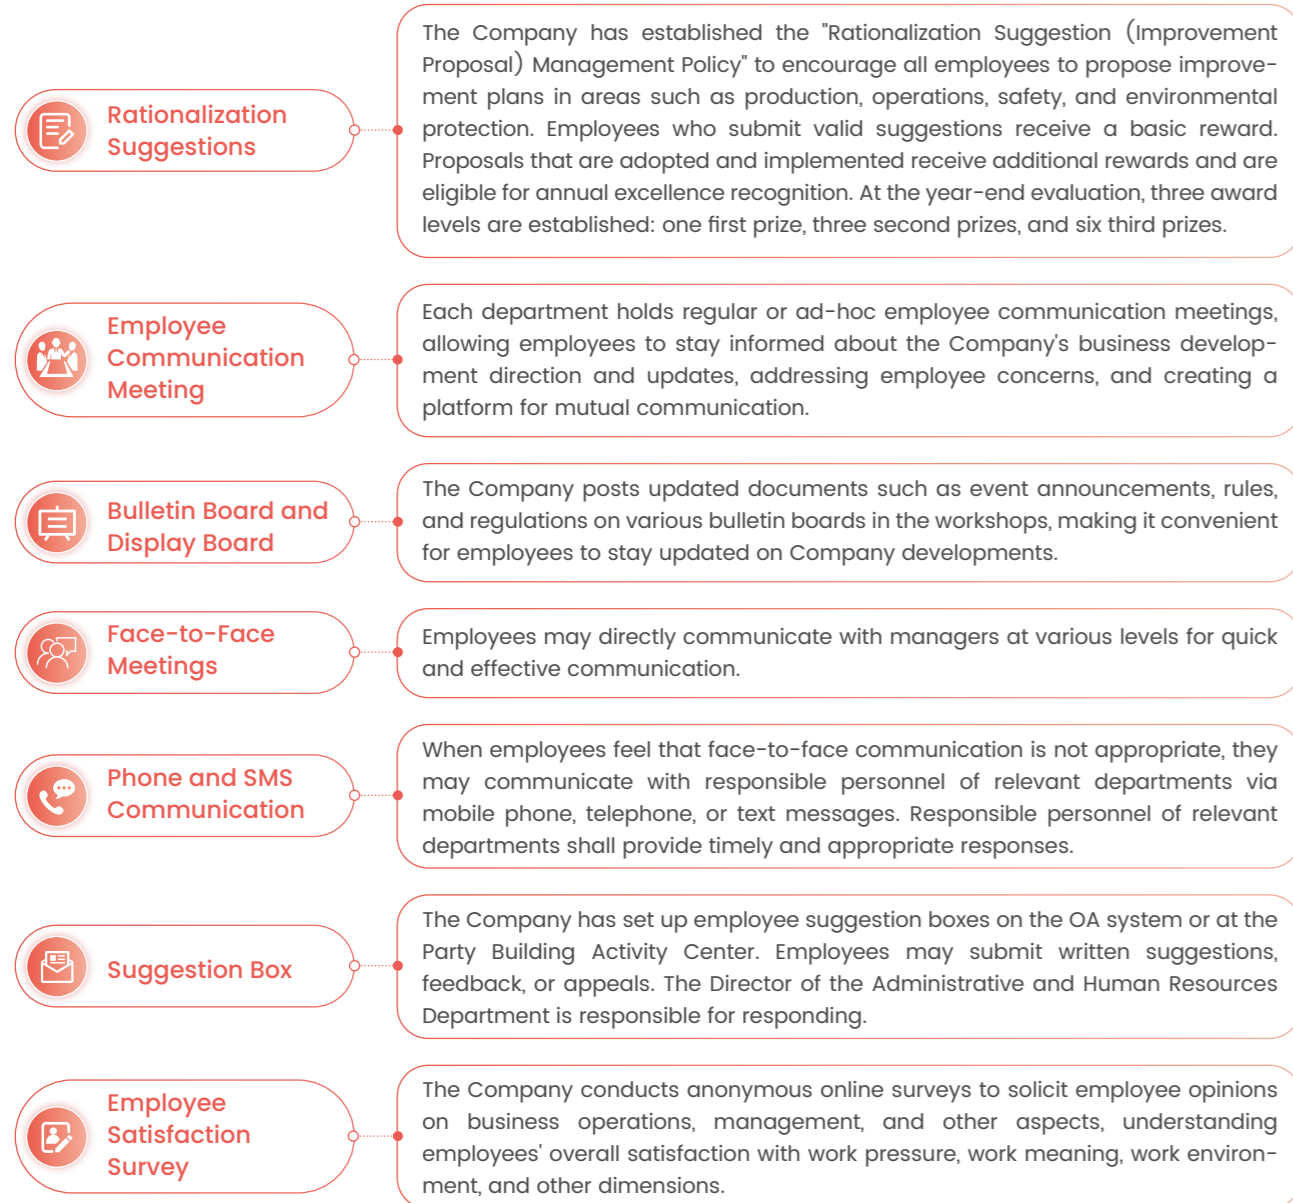 Rationalization
Suggestions
The Company has established the "Rationalization Suggestion (Improvement
Proposal) Management Policy" to encourage all employees to propose improve-
ment plans in areas such as production, operations, safety, and environmental
protection. Employees who submit valid suggestions receive a basic reward.
Proposals that are adopted and implemented receive additional rewards and are
eligible for annual excellence recognition. At the year-end evaluation, three award
levels are established: one first prize, three second prizes, and six third prizes.
Employee
Communication
Meeting
Each department holds regular or ad-hoc employee communication meetings,
allowing employees to stay informed about the Company's business develop-
ment direction and updates, addressing employee concerns, and creating a
platform for mutual communication.
Bulletin Board and
Display Board
The Company posts updated documents such as event announcements, rules,
and regulations on various bulletin boards in the workshops, making it convenient
for employees to stay updated on Company developments.
Face-to-Face
Meetings
Employees may directly communicate with managers at various levels for quick
and effective communication.
Phone and SMS
Communication
When employees feel that face-to-face communication is not appropriate, they
may communicate with responsible personnel of relevant departments via
mobile phone, telephone, or text messages. Responsible personnel of relevant
departments shall provide timely and appropriate responses.
Suggestion Box
The Company has set up employee suggestion boxes on the OA system or at the
Party Building Activity Center. Employees may submit written suggestions,
feedback, or appeals. The Director of the Administrative and Human Resources
Department is responsible for responding.
Employee
Satisfaction
Survey
The Company conducts anonymous online surveys to solicit employee opinions
on business operations, management, and other aspects, understanding
employees' overall satisfaction with work pressure, work meaning, work environ-
ment, and other dimensions.